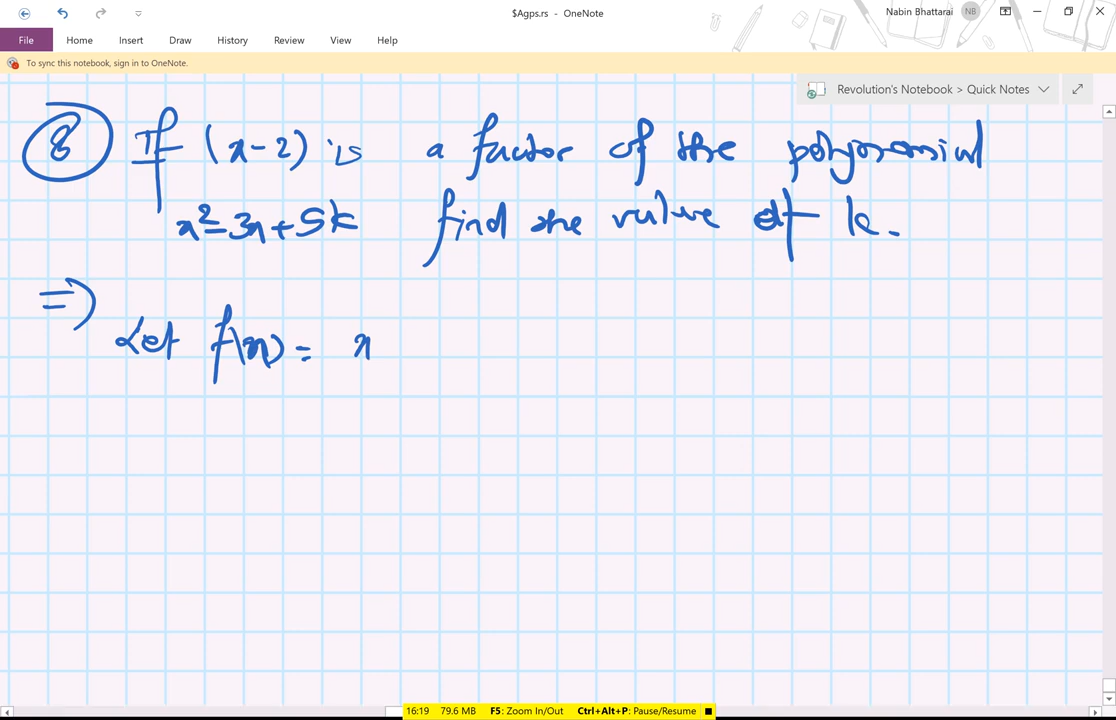 $Agps.rs - OneNote
Nabin Bhattarai NB
File Home Insert Draw History Review View Help
To sync this notebook, sign in to OneNote.
Revolution's Notebook > Quick Notes
8 If (x-2) is a factor of the polynomial
x²-3x+5k find the value of k.
=>
Let f(x) = x
16:19 79.6 MB F5: Zoom In/Out Ctrl+Alt+P: Pause/Resume